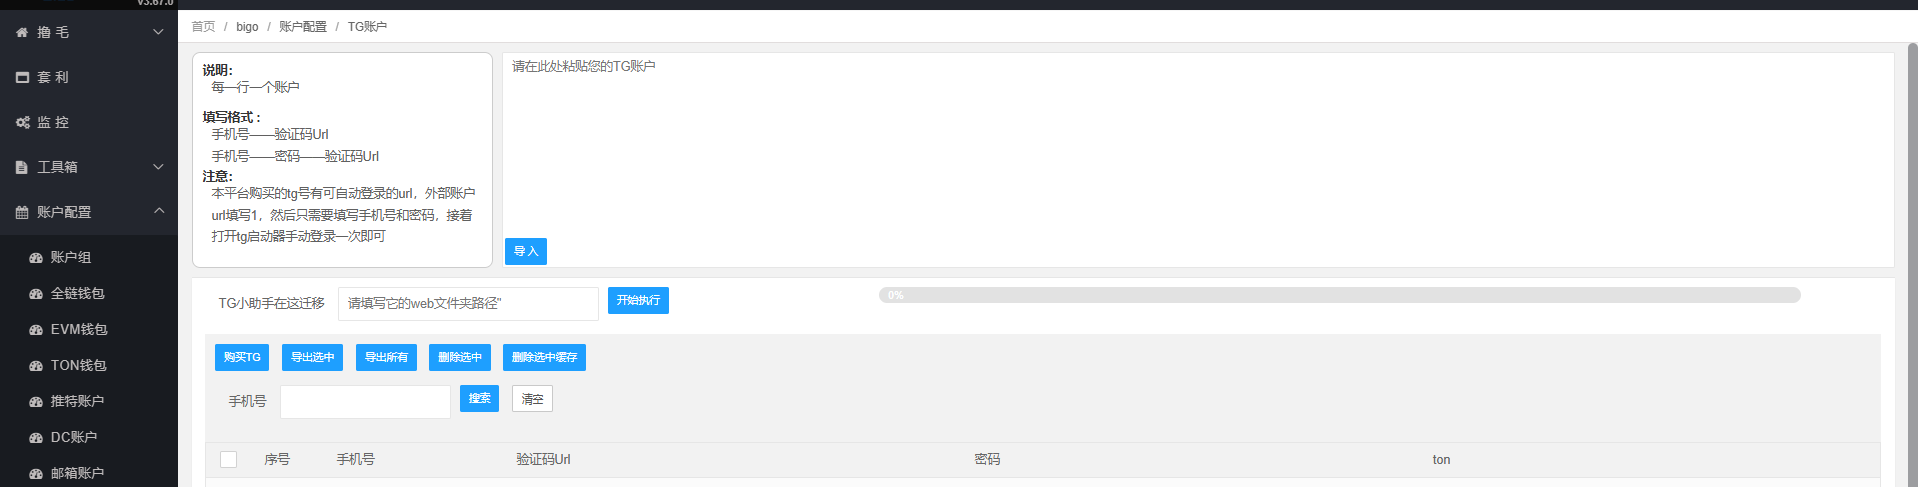 v3.67.0
撸 毛
套 利
监 控
工具箱
账户配置
账户组
全链钱包
EVM钱包
TON钱包
推特账户
DC账户
邮箱账户
首页 / bigo / 账户配置 / TG账户
说明：
每一行一个账户
填写格式：
手机号——验证码Url
手机号——密码——验证码Url
注意：
本平台购买的tg号有可自动登录的url，外部账户
url填写1，然后只需要填写手机号和密码，接着
打开tg启动器手动登录一次即可
请在此处粘贴您的TG账户
导入
TG小助手在这迁移 请填写它的web文件夹路径" 开始执行 0%
购买TG 导出选中 导出所有 删除选中 删除选中缓存
手机号 搜索 清空
序号 手机号 验证码Url 密码 ton